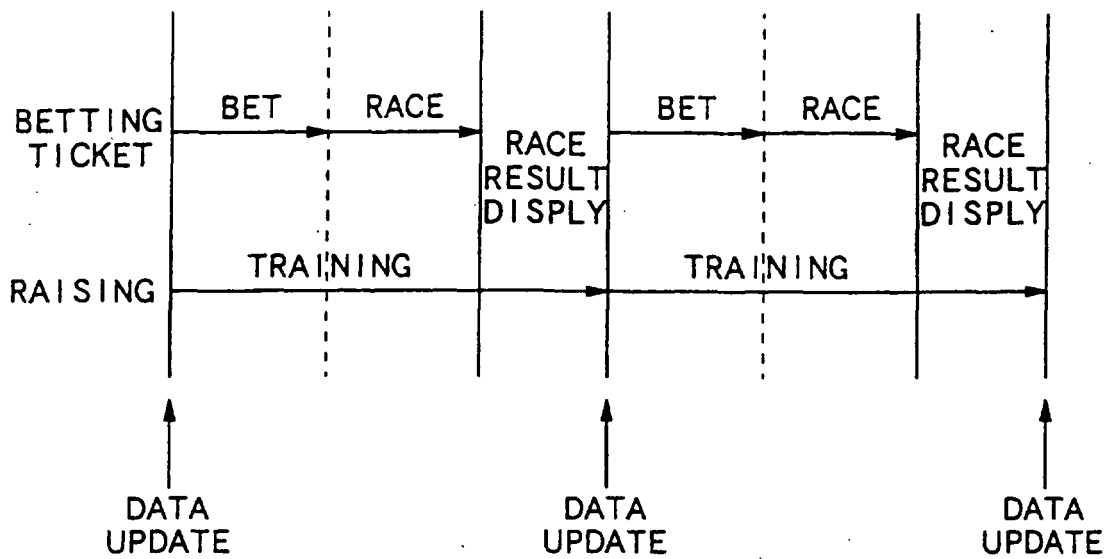 BETTING
TICKET
BET
RACE
RACE
RESULT
DISPLY
BET
RACE
RACE
RESULT
DISPLY
RAISING
TRAINING
TRAINING
DATA
UPDATE
DATA
UPDATE
DATA
UPDATE